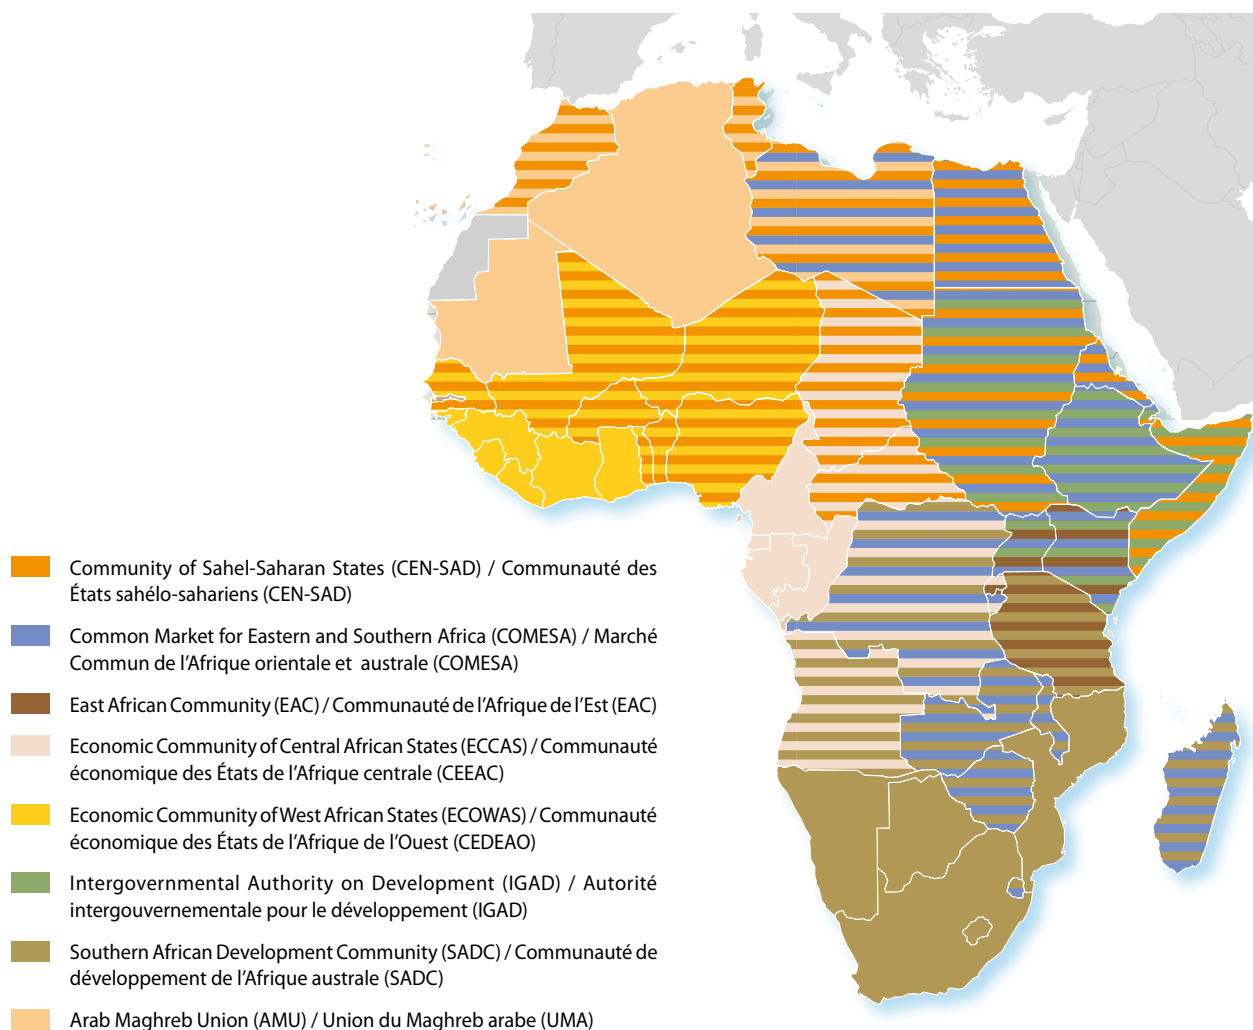 Community of Sahel-Saharan States (CEN-SAD) / Communauté des
États sahélo-sahariens (CEN-SAD)
Common Market for Eastern and Southern Africa (COMESA) / Marché
Commun de l'Afrique orientale et australe (COMESA)
East African Community (EAC) / Communauté de l'Afrique de l'Est (EAC)
Economic Community of Central African States (ECCAS) / Communauté
économique des États de l'Afrique centrale (CEEAC)
Economic Community of West African States (ECOWAS) / Communauté
économique des États de l'Afrique de l'Ouest (CEDEAO)
Intergovernmental Authority on Development (IGAD) / Autorité
intergouvernementale pour le développement (IGAD)
Southern African Development Community (SADC) / Communauté de
développement de l'Afrique australe (SADC)
Arab Maghreb Union (AMU) / Union du Maghreb arabe (UMA)